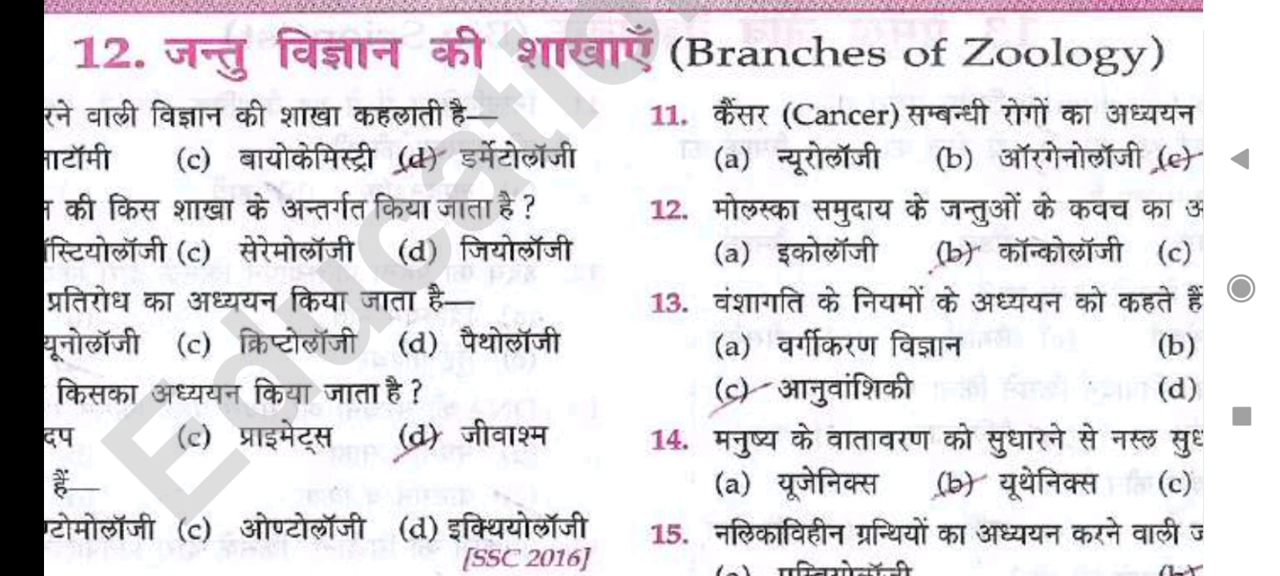 12. जन्तु विज्ञान की शाखाएँ (Branches of Zoology)
रने वाली विज्ञान की शाखा कहलाती है—
नाटॉमी (c) बायोकेमिस्ट्री (d) डर्मेटोलॉजी
की किस शाखा के अन्तर्गत किया जाता है ?
ॉस्टियोलॉजी (c) सेरेमोलॉजी (d) जियोलॉजी
प्रतिरोध का अध्ययन किया जाता है—
यूनोलॉजी (c) क्रिप्टोलॉजी (d) पैथोलॉजी
किसका अध्ययन किया जाता है ?
दप (c) प्राइमेट्स (d) जीवाश्म
हैं—
ण्टोमोलॉजी (c) ओण्टोलॉजी (d) इक्थियोलॉजी
[SSC 2016]
11. कैंसर (Cancer) सम्बन्धी रोगों का अध्ययन
(a) न्यूरोलॉजी (b) ऑरगेनोलॉजी (c)
12. मोलस्का समुदाय के जन्तुओं के कवच का अ
(a) इकोलॉजी (b) कॉन्कोलॉजी (c)
13. वंशागति के नियमों के अध्ययन को कहते हैं
(a) वर्गीकरण विज्ञान (b)
(c) आनुवांशिकी (d)
14. मनुष्य के वातावरण को सुधारने से नस्ल सुध
(a) यूजेनिक्स (b) यूथेनिक्स (c)
15. नलिकाविहीन ग्रन्थियों का अध्ययन करने वाली ज
Education